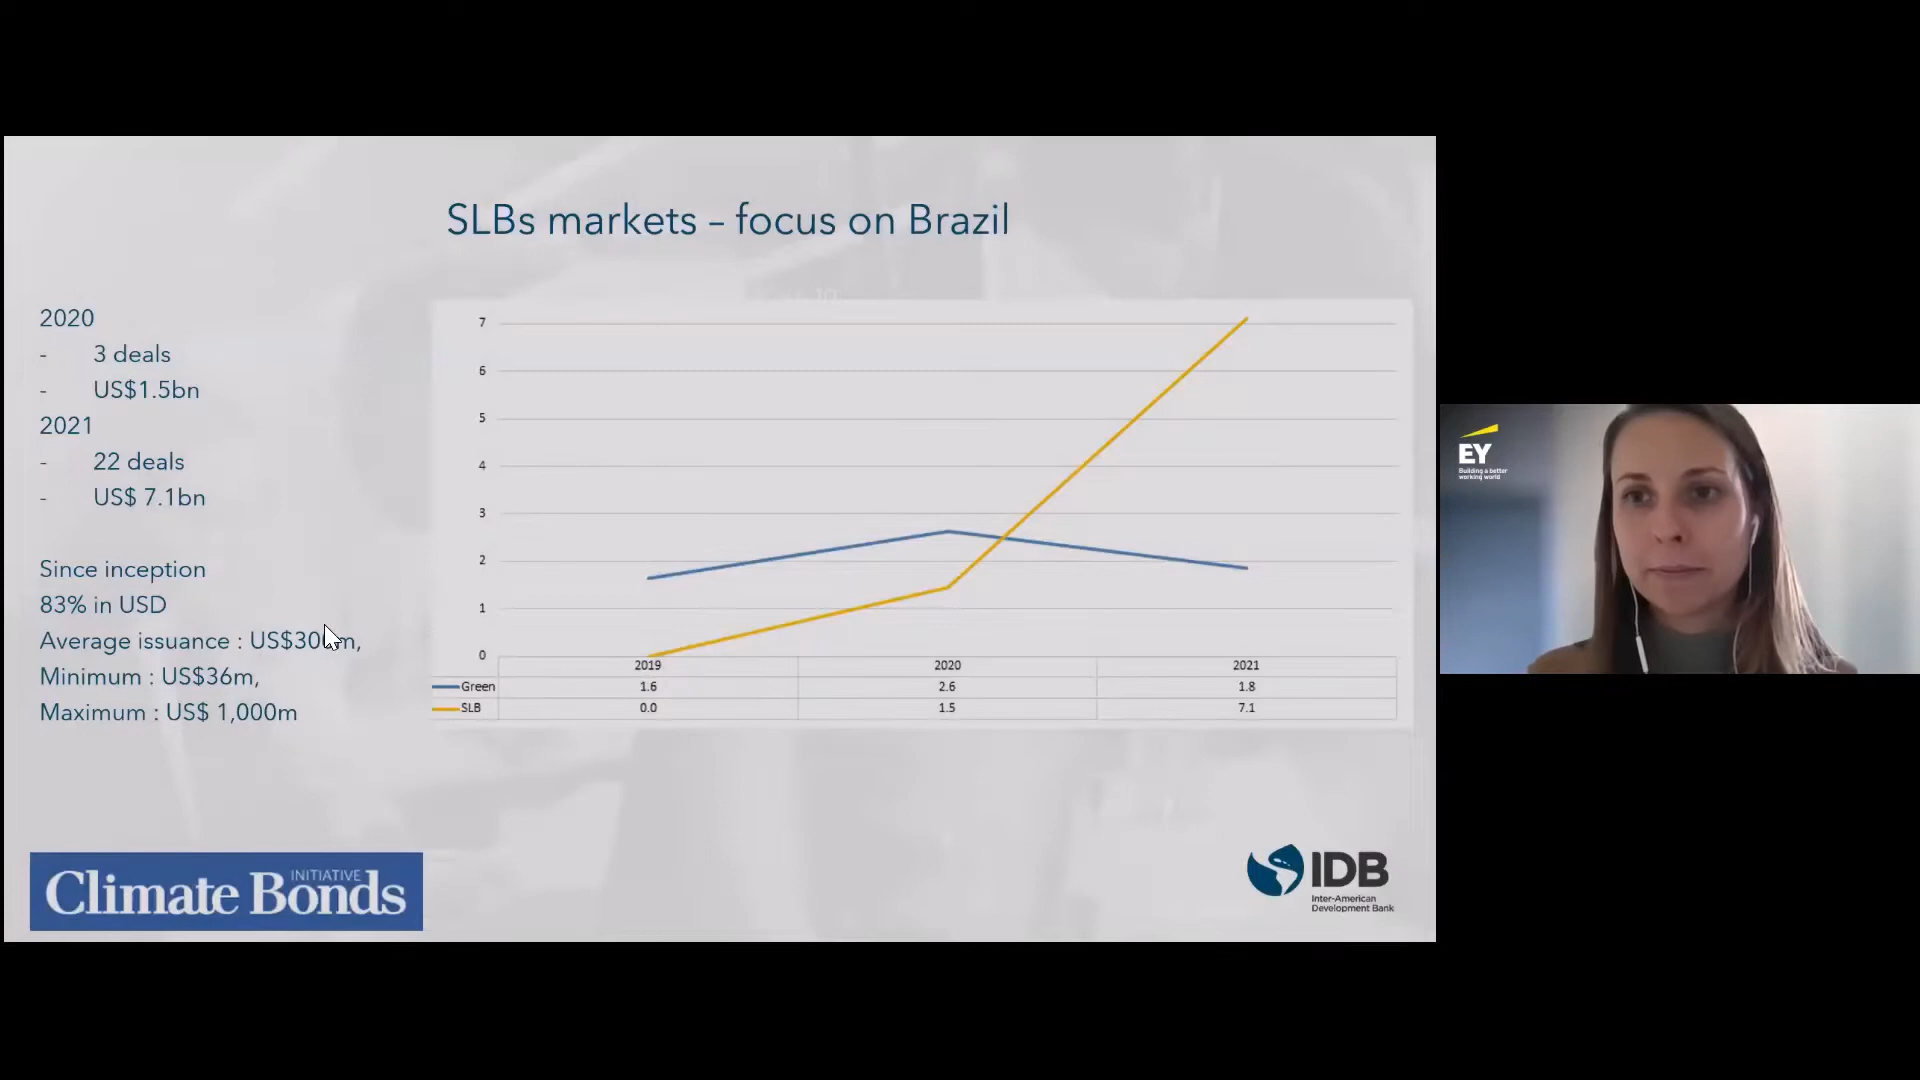 SLBs markets – focus on Brazil
2020
- 3 deals
- US$1.5bn
2021
- 22 deals
- US$ 7.1bn
Since inception
83% in USD
Average issuance :
Minimum : US$36m,
Maximum : US$ 1,000m
7
6
5
4
3
2
1
0
2019 2020 2021
Green 1.6 2.6 1.8
SLB 0.0 1.5 7.1
INITIATIVE
Climate Bonds
IDB
Inter-American
Development Bank
EY
Building a better
working world